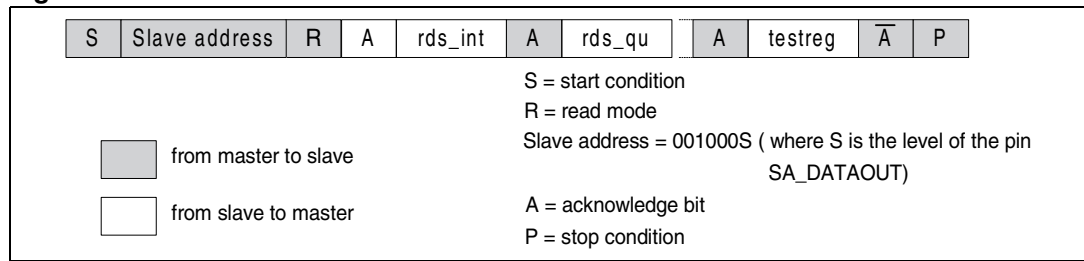 S Slave address R A rds_int A rds_qu A testreg A̅ P
S = start condition
R = read mode
Slave address = 001000S ( where S is the level of the pin
SA_DATAOUT)
from master to slave
from slave to master
A = acknowledge bit
P = stop condition